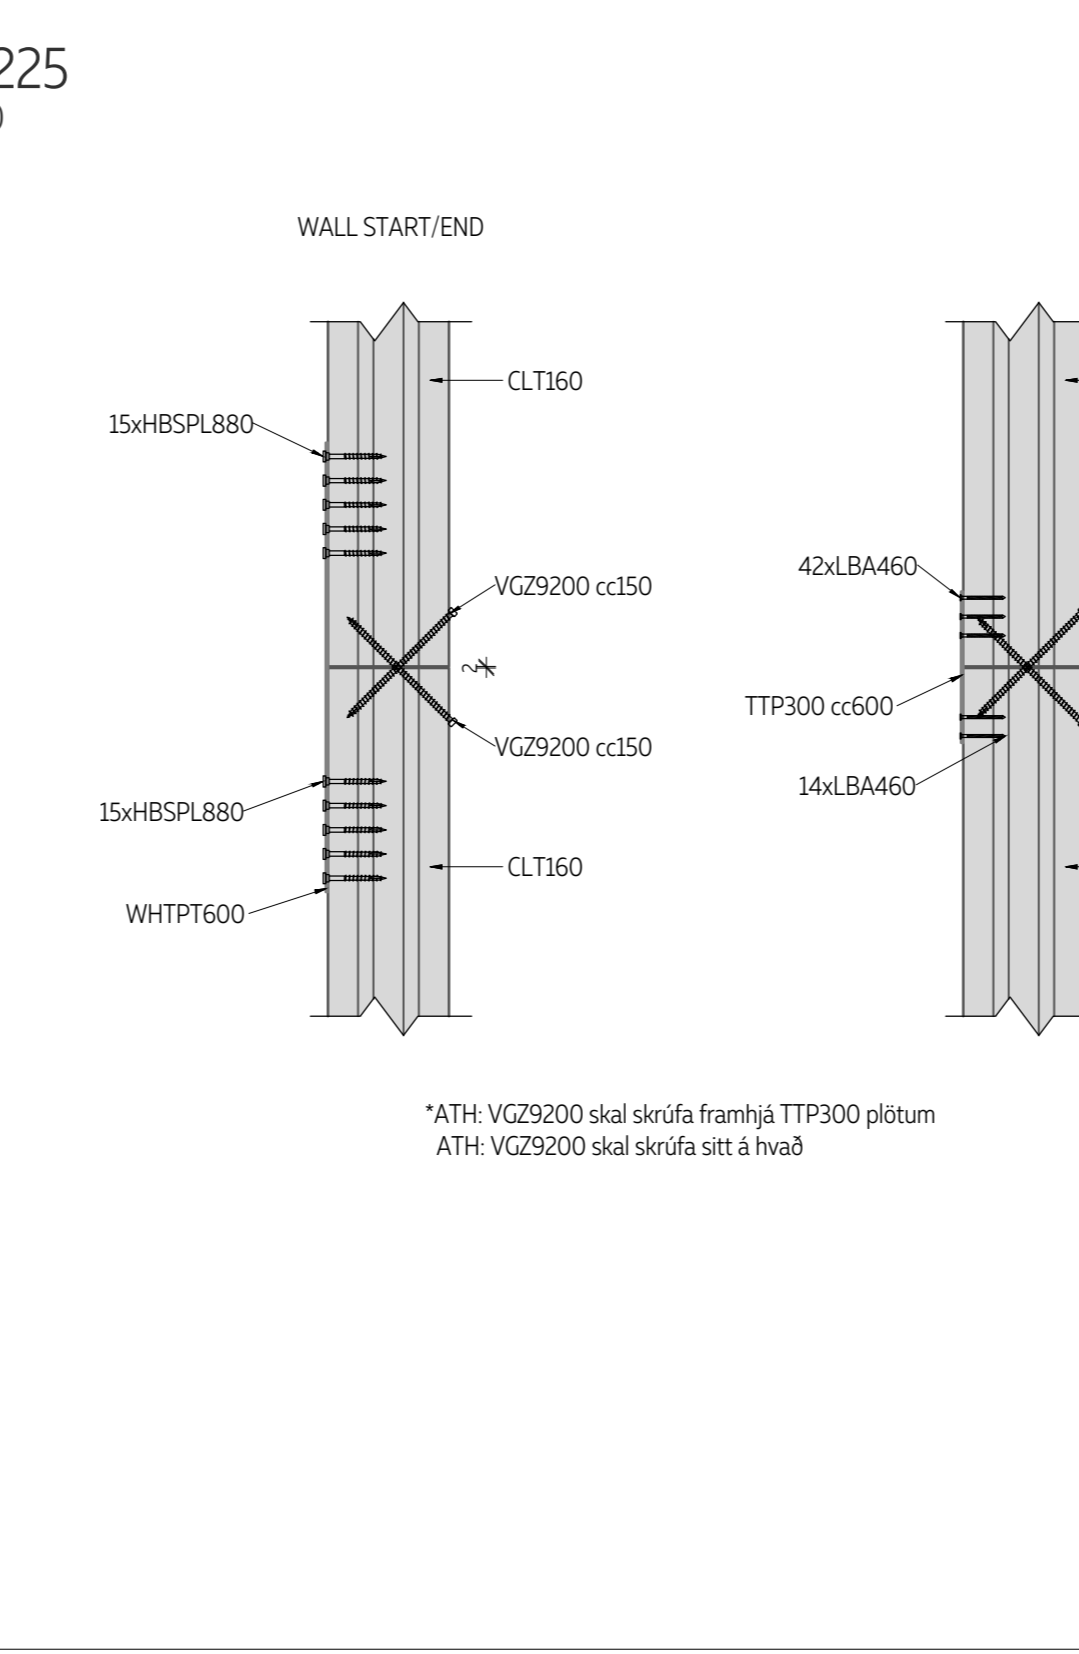 225
)
WALL START/END
CLT160
15xHBSPL880
VGZ9200 cc150
2
VGZ9200 cc150
15xHBSPL880
CLT160
WHTPT600
42xLBA460
TTP300 cc600
14xLBA460
*ATH: VGZ9200 skal skrúfa framhjá TTP300 plötum
ATH: VGZ9200 skal skrúfa sitt á hvað